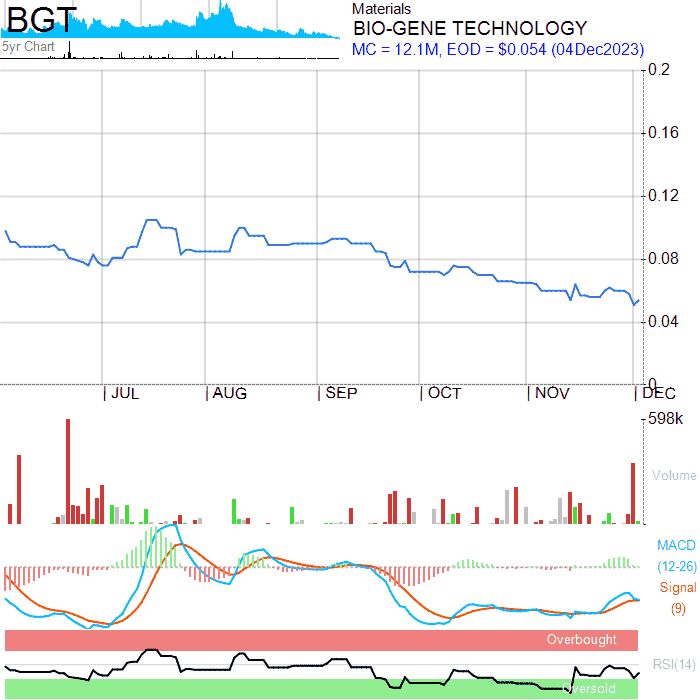 BGT
5yr Chart
Materials
BIO-GENE TECHNOLOGY
MC = 12.1M, EOD = $0.054 (04Dec2023)
0.2
0.16
0.12
0.08
0.04
0
JUL AUG SEP OCT NOV DEC
598k
Volume
MACD
(12-26)
Signal
(9)
Overbought
RSI(14)
Oversold